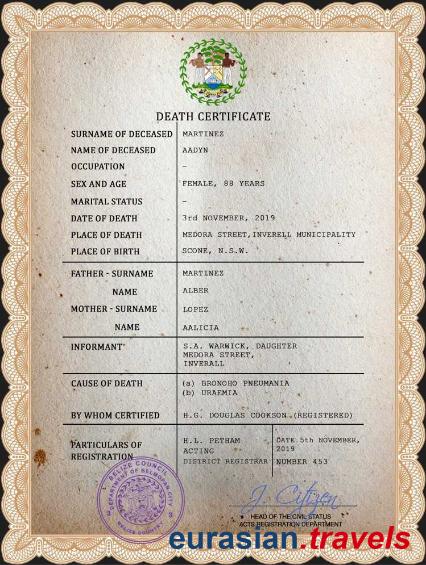 DEATH CERTIFICATE
SURNAME OF DECEASED MARTINEZ
NAME OF DECEASED AADYN
OCCUPATION -
SEX AND AGE FEMALE, 88 YEARS
MARITAL STATUS -
DATE OF DEATH 3rd NOVEMBER, 2019
PLACE OF DEATH MEDORA STREET, INVERELL MUNICIPALITY
PLACE OF BIRTH SCONE, N.S.W.
FATHER - SURNAME MARTINEZ
NAME ALBER
MOTHER - SURNAME LOPEZ
NAME AALICIA
INFORMANT S.A. WARWICK, DAUGHTER
MEDORA STREET,
INVERALL
CAUSE OF DEATH (a) BRONCHO PNEUMANIA
(b) URAEMIA
BY WHOM CERTIFIED H.G. DOUGLAS COOKSON (REGISTERED)
PARTICULARS OF
REGISTRATION
H.L. PETHAM
ACTING
DISTRICT REGISTRAR
DATE 5th NOVEMBER,
2019
NUMBER 453
BELIZE COUNCIL
DEPARTMENT OF BELMOPAN CITY
J. Citizen
HEAD OF THE CIVIL STATUS
ACTS REGISTRATION DEPARTMENT
eurasian.travels